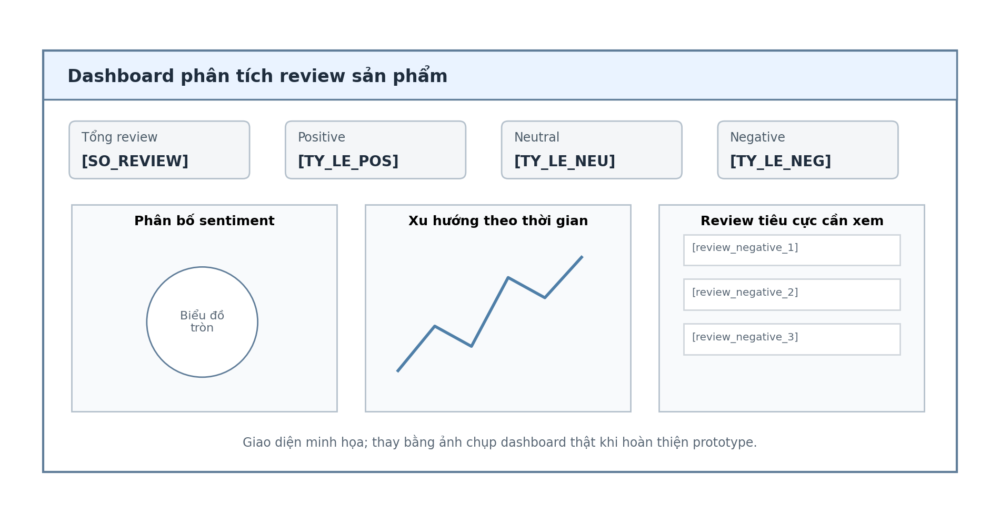 Dashboard phân tích review sản phẩm
Tổng review
[SO_REVIEW]
Positive
[TY_LE_POS]
Neutral
[TY_LE_NEU]
Negative
[TY_LE_NEG]
Phân bố sentiment
Biểu đồ
tròn
Xu hướng theo thời gian
Review tiêu cực cần xem
[review_negative_1]
[review_negative_2]
[review_negative_3]
Giao diện minh họa; thay bằng ảnh chụp dashboard thật khi hoàn thiện prototype.